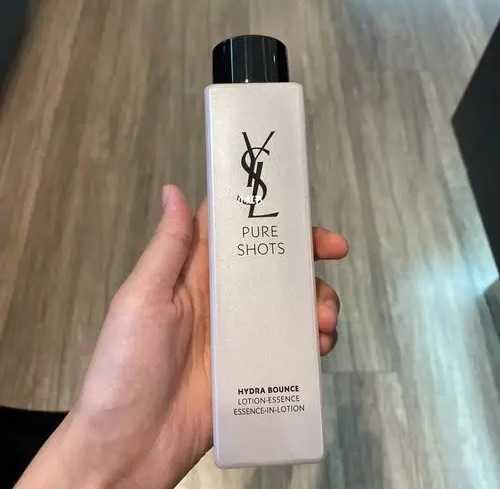 YSL
PURE
SHOTS
HYDRA BOUNCE
LOTION-ESSENCE
ESSENCE-IN-LOTION